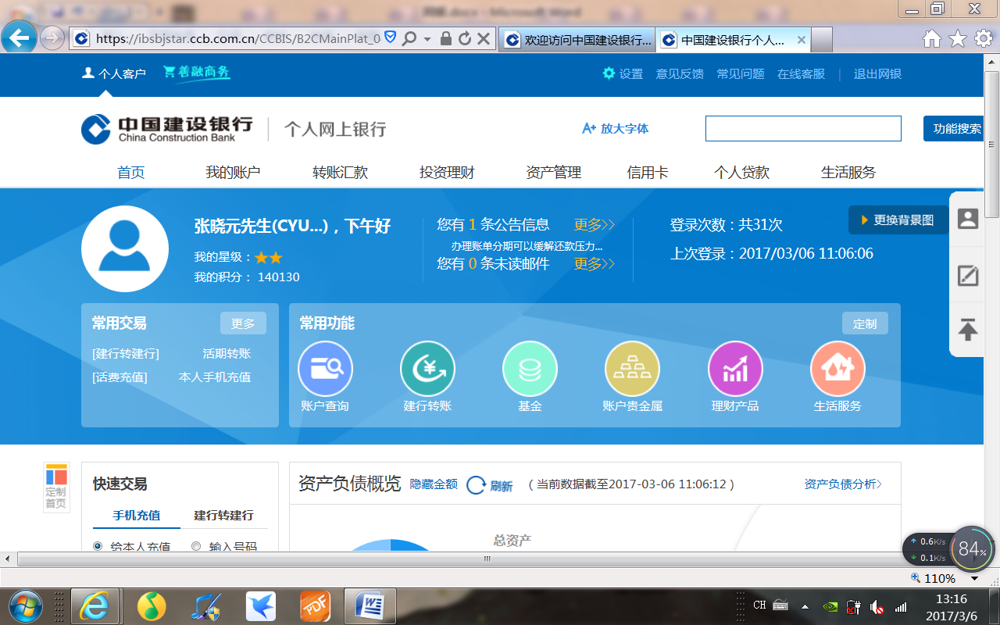 https://ibsbjstar.ccb.com.cn/CCBIS/B2CMainPlat_0
欢迎访问中国建设银行...
中国建设银行个人...
个人客户
善融商务
设置
意见反馈
常见问题
在线客服
退出网银
中国建设银行
China Construction Bank
个人网上银行
A+ 放大字体
功能搜索
首页
我的账户
转账汇款
投资理财
资产管理
信用卡
个人贷款
生活服务
张晓元先生(CYU...)，下午好
我的星级：
我的积分： 140130
您有 1 条公告信息 更多>>
办理账单分期可以缓解还款压力...
您有 0 条未读邮件 更多>>
登录次数：共31次
上次登录：2017/03/06 11:06:06
更换背景图
常用交易
更多
[建行转建行] 活期转账
[话费充值] 本人手机充值
常用功能
定制
账户查询
建行转账
基金
账户贵金属
理财产品
生活服务
定制
首页
快速交易
手机充值
建行转建行
给本人充值
输入号码
资产负债概览
隐藏金额
刷新
（当前数据截至2017-03-06 11:06:12）
资产负债分析>
总资产
0.6K/s
0.1K/s
84%
110%
PDF
CH
13:16
2017/3/6